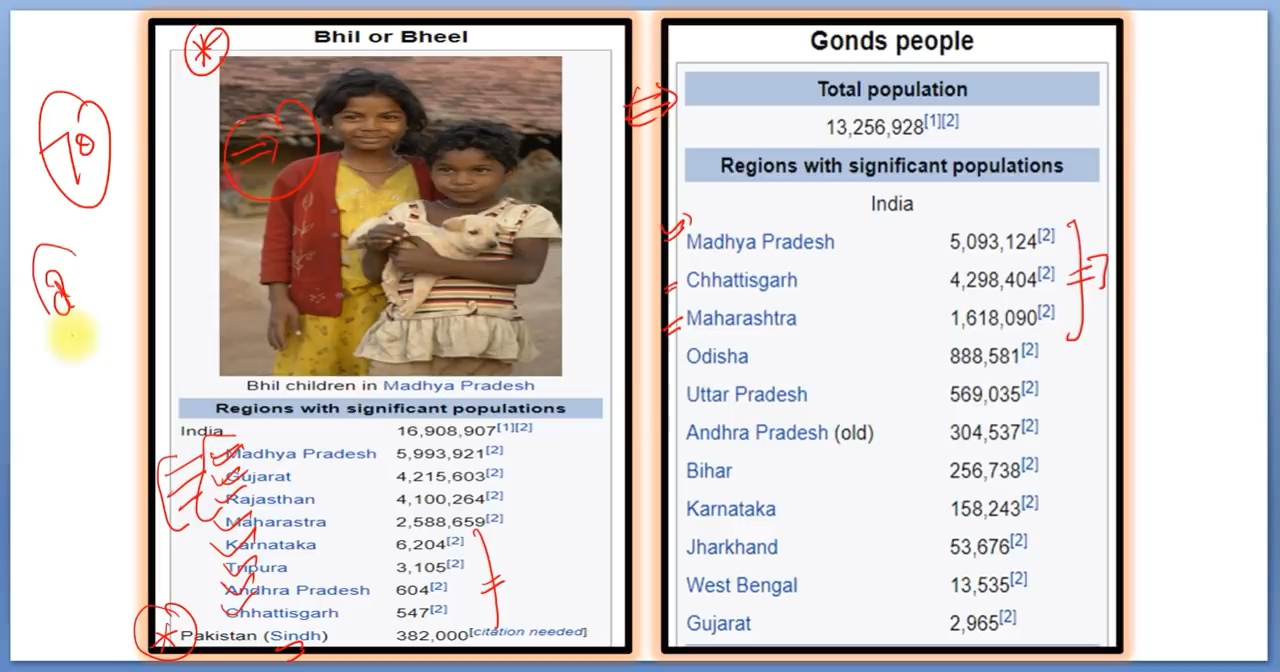 Bhil or Bheel
Bhil children in Madhya Pradesh
Regions with significant populations
India 16,908,907[1][2]
Madhya Pradesh 5,993,921[2]
Gujarat 4,215,603[2]
Rajasthan 4,100,264[2]
Maharastra 2,588,659[2]
Karnataka 6,204[2]
Tripura 3,105[2]
Andhra Pradesh 604[2]
Chhattisgarh 547[2]
Pakistan (Sindh) 382,000[citation needed]
Gonds people
Total population
13,256,928[1][2]
Regions with significant populations
India
Madhya Pradesh 5,093,124[2]
Chhattisgarh 4,298,404[2]
Maharashtra 1,618,090[2]
Odisha 888,581[2]
Uttar Pradesh 569,035[2]
Andhra Pradesh (old) 304,537[2]
Bihar 256,738[2]
Karnataka 158,243[2]
Jharkhand 53,676[2]
West Bengal 13,535[2]
Gujarat 2,965[2]